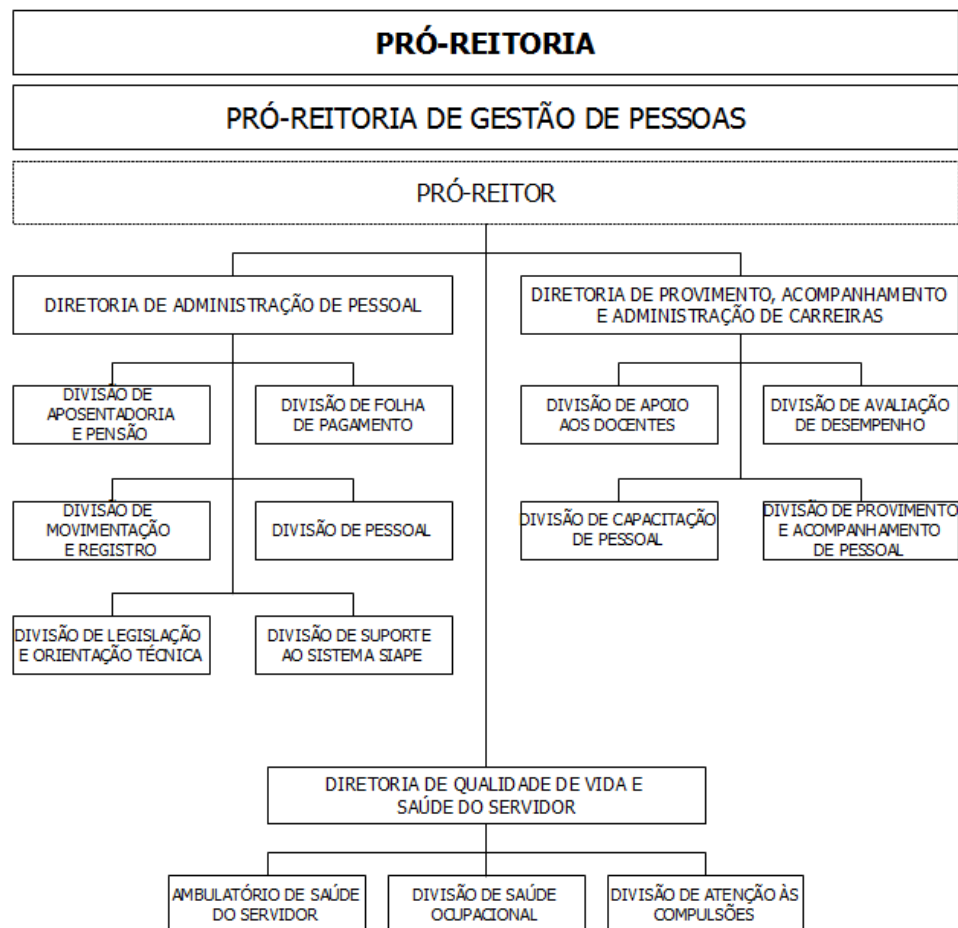 PRÓ-REITORIA
PRÓ-REITORIA DE GESTÃO DE PESSOAS
PRÓ-REITOR
DIRETORIA DE ADMINISTRAÇÃO DE PESSOAL
DIRETORIA DE PROVIMENTO, ACOMPANHAMENTO
E ADMINISTRAÇÃO DE CARREIRAS
DIVISÃO DE
APOSENTADORIA
E PENSÃO
DIVISÃO DE FOLHA
DE PAGAMENTO
DIVISÃO DE APOIO
AOS DOCENTES
DIVISÃO DE AVALIAÇÃO
DE DESEMPENHO
DIVISÃO DE
MOVIMENTAÇÃO
E REGISTRO
DIVISÃO DE PESSOAL
DIVISÃO DE CAPACITAÇÃO
DE PESSOAL
DIVISÃO DE PROVIMENTO
E ACOMPANHAMENTO
DE PESSOAL
DIVISÃO DE LEGISLAÇÃO
E ORIENTAÇÃO TÉCNICA
DIVISÃO DE SUPORTE
AO SISTEMA SIAPE
DIRETORIA DE QUALIDADE DE VIDA E
SAÚDE DO SERVIDOR
AMBULATÓRIO DE SAÚDE
DO SERVIDOR
DIVISÃO DE SAÚDE
OCUPACIONAL
DIVISÃO DE ATENÇÃO ÀS
COMPULSÕES